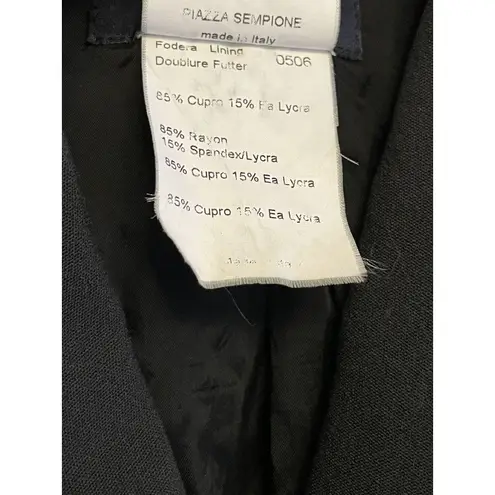 PIAZZA SEMPIONE
made in Italy
Fodera Lining
Doublure Futter 0506
85% Cupro 15% Ea Lycra
85% Rayon
15% Spandex/Lycra
85% Cupro 15% Ea Lycra
85% Cupro 15% Ea Lycra